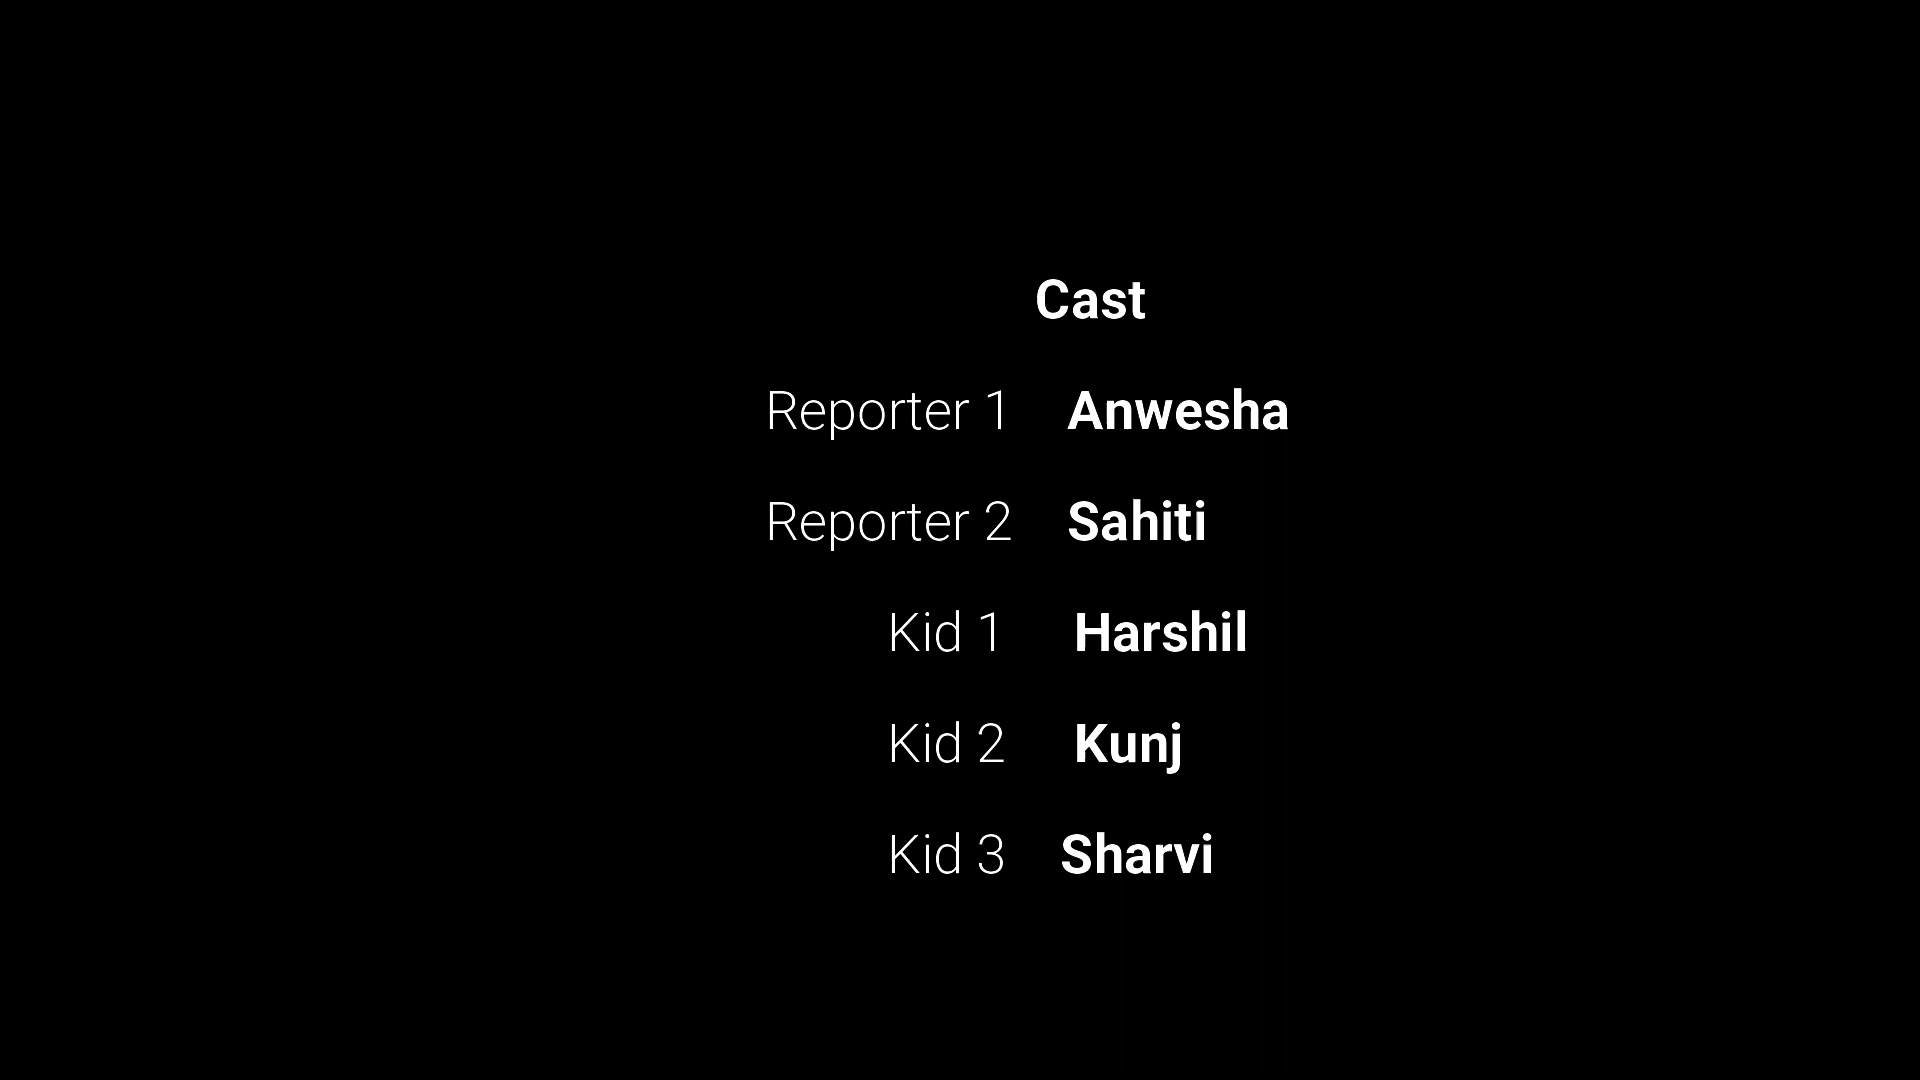 Cast
Reporter 1 Anwesha
Reporter 2 Sahiti
Kid 1 Harshil
Kid 2 Kunj
Kid 3 Sharvi